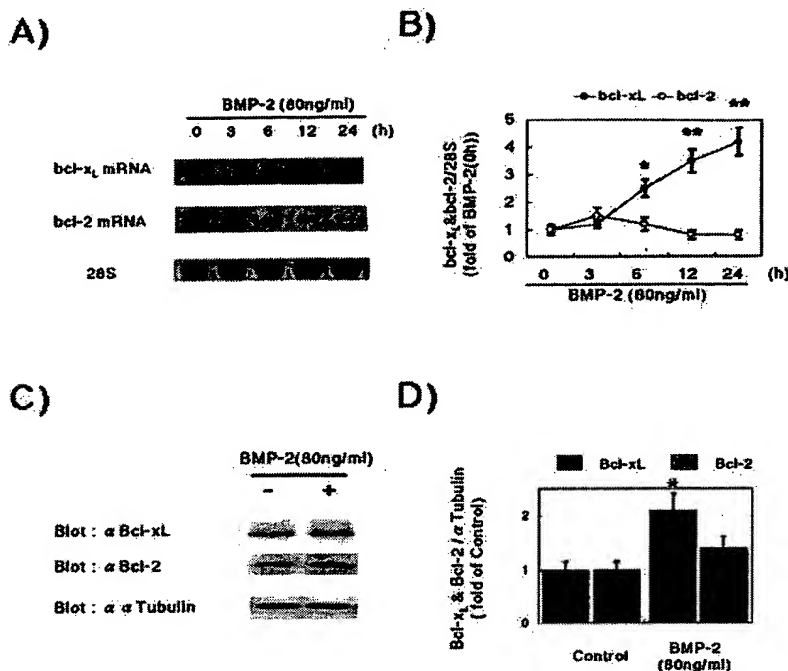 A)
BMP-2 (80ng/ml)
0 3 6 12 24 (h)
bcl-xL mRNA
bcl-2 mRNA
28S
B)
bcl-xL bcl-2
bcl-xL&bcl-2/28S
(fold of BMP-2(0h))
5
4
3
2
1
0
* ** **
0 3 6 12 24 (h)
BMP-2 (80ng/ml)
C)
BMP-2(80ng/ml)
- +
Blot : α Bcl-xL
Blot : α Bcl-2
Blot : α α Tubulin
D)
Bcl-xL Bcl-2
Bcl-xL & Bcl-2 / α Tubulin
( fold of Control)
2
1
0
*
Control BMP-2
(80ng/ml)